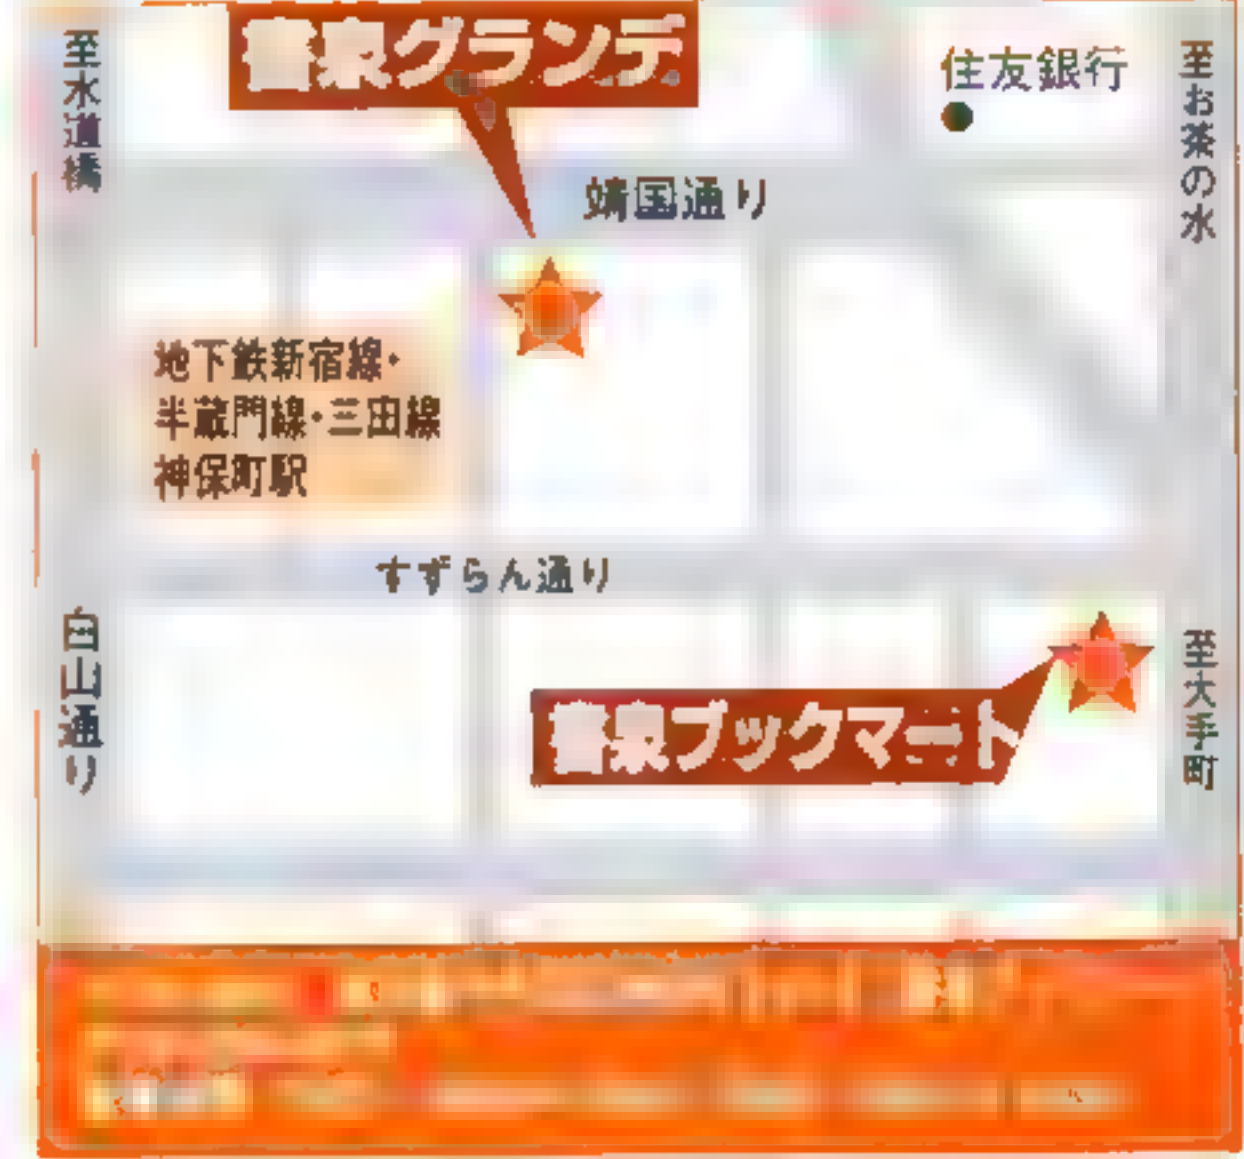 至水道橋
書泉グランデ
住友銀行
至お茶の水
靖国通り
地下鉄新宿線・
半蔵門線・三田線
神保町駅
すずらん通り
白山通り
書泉ブックマート
至大手町